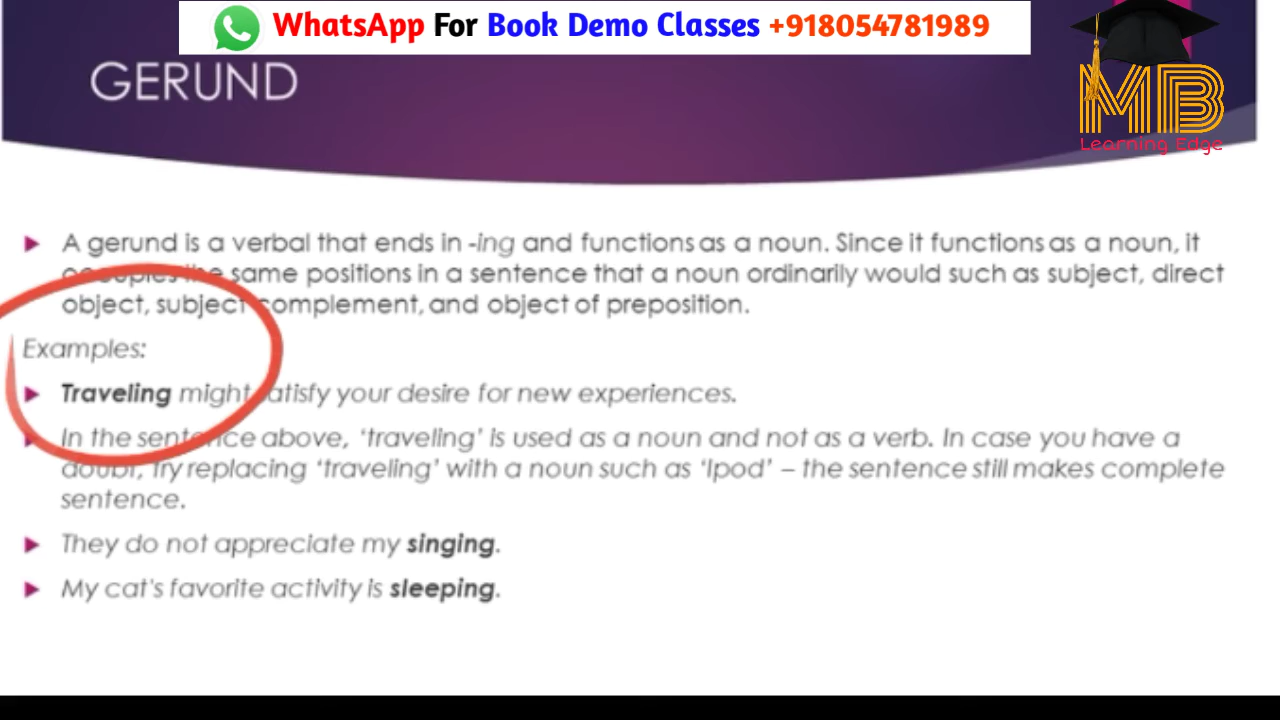 WhatsApp For Book Demo Classes +918054781989
GERUND
MB
Learning Edge
A gerund is a verbal that ends in -ing and functions as a noun. Since it functions as a noun, it
occupies the same positions in a sentence that a noun ordinarily would such as subject, direct
object, subject complement, and object of preposition.
Examples:
Traveling might satisfy your desire for new experiences.
In the sentence above, ‘traveling’ is used as a noun and not as a verb. In case you have a
doubt, try replacing ‘traveling’ with a noun such as ‘Ipod’ – the sentence still makes complete
sentence.
They do not appreciate my singing.
My cat's favorite activity is sleeping.